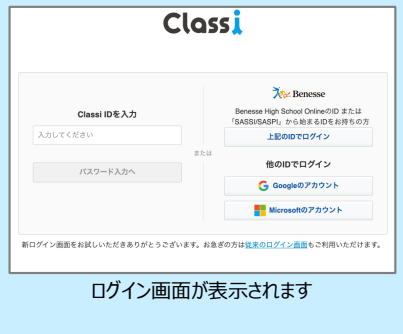 Classi
Classi IDを入力
入力してください
パスワード入力へ
または
Benesse
Benesse High School OnlineのID または
「SASSI/SASPI」から始まるIDをお持ちの方
上記のIDでログイン
他のIDでログイン
Googleのアカウント
Microsoftのアカウント
新ログイン画面をお試しいただきありがとうございます。お急ぎの方は従来のログイン画面もご利用いただけます。
ログイン画面が表示されます